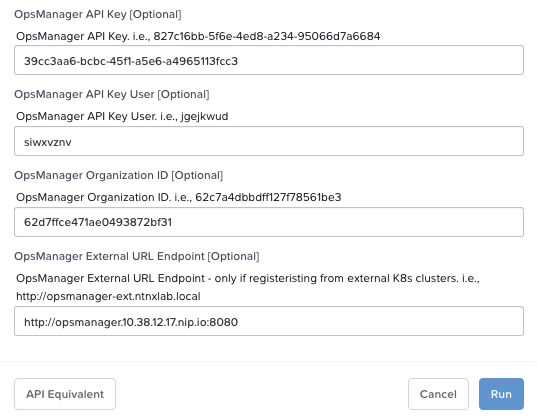 OpsManager API Key [Optional]
OpsManager API Key. i.e., 827c16bb-5f6e-4ed8-a234-95066d7a6684
39cc3aa6-bcbc-45f1-a5e6-a4965113fcc3
OpsManager API Key User [Optional]
OpsManager API Key User. i.e., jgejkwud
siwxvznv
OpsManager Organization ID [Optional]
OpsManager Organization ID. i.e., 62c7a4dbbdff127f78561be3
62d7ffce471ae0493872bf31
OpsManager External URL Endpoint [Optional]
OpsManager External URL Endpoint - only if registeristing from external K8s clusters. i.e.,
http://opsmanager-ext.ntnxlab.local
http://opsmanager.10.38.12.17.nip.io:8080
API Equivalent
Cancel
Run